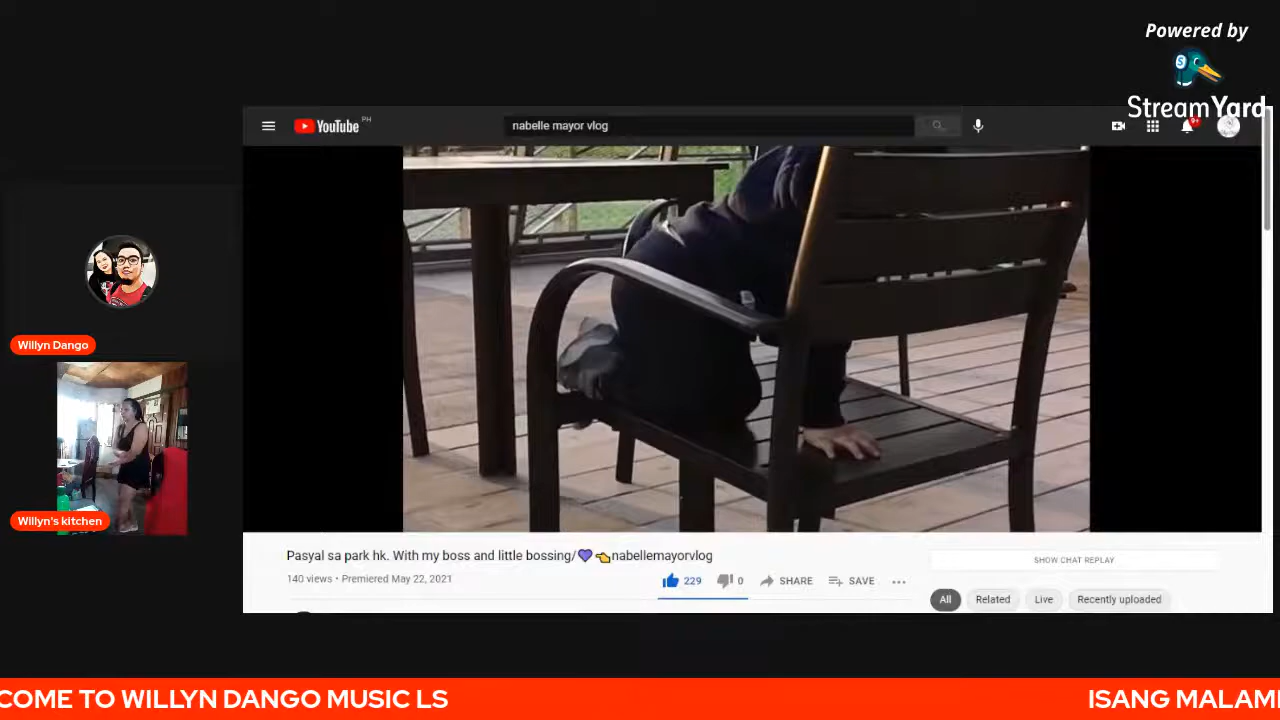 Powered by
StreamYard
YouTube PH
nabelle mayor vlog
9+
Willyn Dango
Willyn's kitchen
Pasyal sa park hk. With my boss and little bossing/💜👈nabellemayorvlog
140 views • Premiered May 22, 2021
229
0
SHARE
SAVE
SHOW CHAT REPLAY
All
Related
Live
Recently uploaded
COME TO WILLYN DANGO MUSIC LS
ISANG MALAM